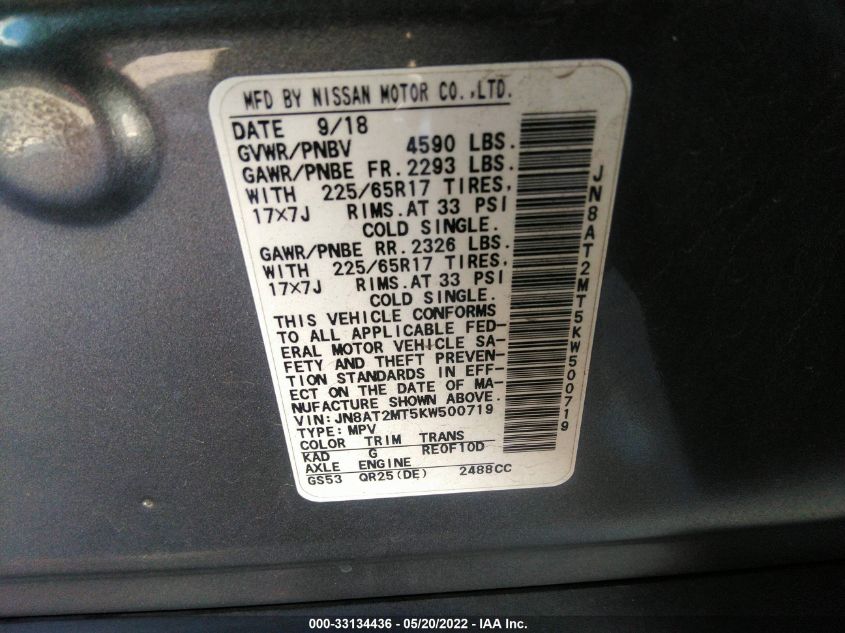 MFD BY NISSAN MOTOR CO.,LTD.
DATE 9/18
GVWR/PNBV 4590 LBS.
GAWR/PNBE FR. 2293 LBS.
WITH 225/65R17 TIRES,
17×7J RIMS. AT 33 PSI
COLD SINGLE.
GAWR/PNBE RR. 2326 LBS.
WITH 225/65R17 TIRES,
17×7J RIMS. AT 33 PSI
COLD SINGLE.
THIS VEHICLE CONFORMS
TO ALL APPLICABLE FED-
ERAL MOTOR VEHICLE SA-
FETY AND THEFT PREVEN-
TION STANDARDS IN EFF-
ECT ON THE DATE OF MA-
NUFACTURE SHOWN ABOVE.
VIN:JN8AT2MT5KW500719
TYPE: MPV
COLOR TRIM TRANS
KAD G RE0F10D
AXLE ENGINE
GS53 QR25(DE) 2488CC
JN8AT2MT5KW500719
000-33134436 - 05/20/2022 - IAA Inc.